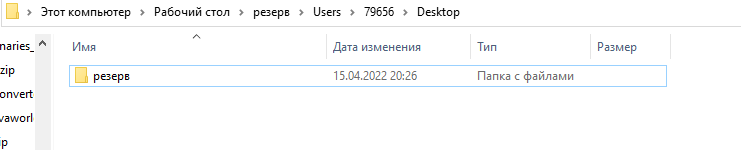 Этот компьютер > Рабочий стол > резерв > Users > 79656 > Desktop
Имя Дата изменения Тип Размер
naries_
резерв 15.04.2022 20:26 Папка с файлами
zip
onvert
vaworl
ip